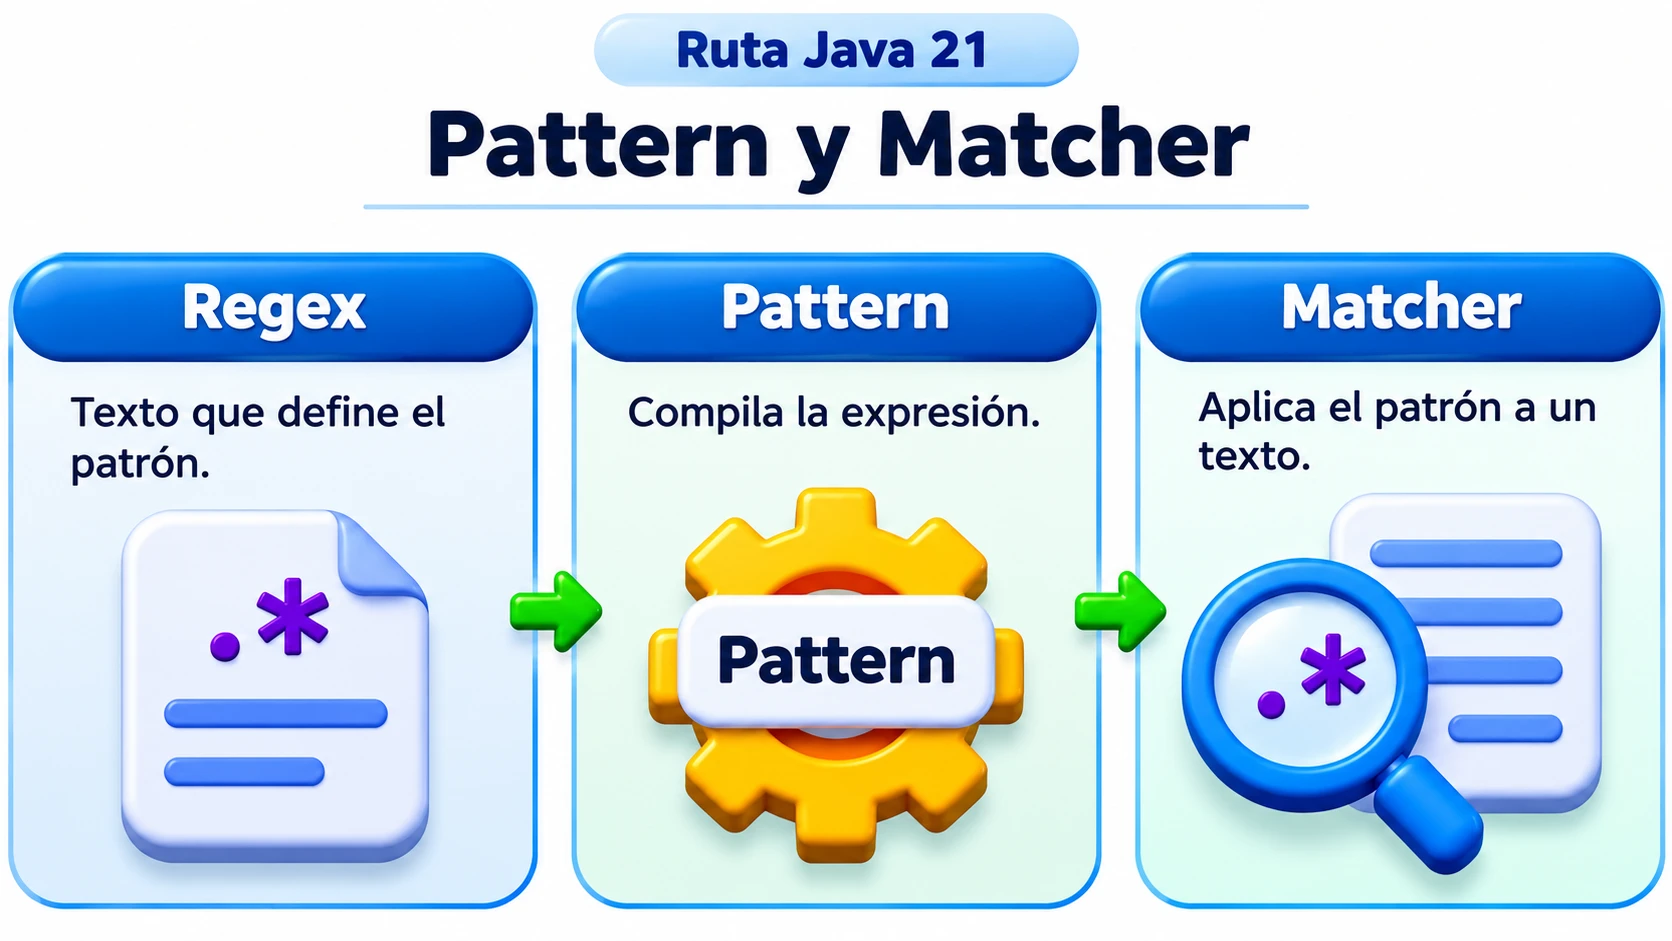 Ruta Java 21
Pattern y Matcher
Regex
Texto que define el
patrón.
.*
Pattern
Compila la expresión.
Pattern
Matcher
Aplica el patrón a un
texto.
.*